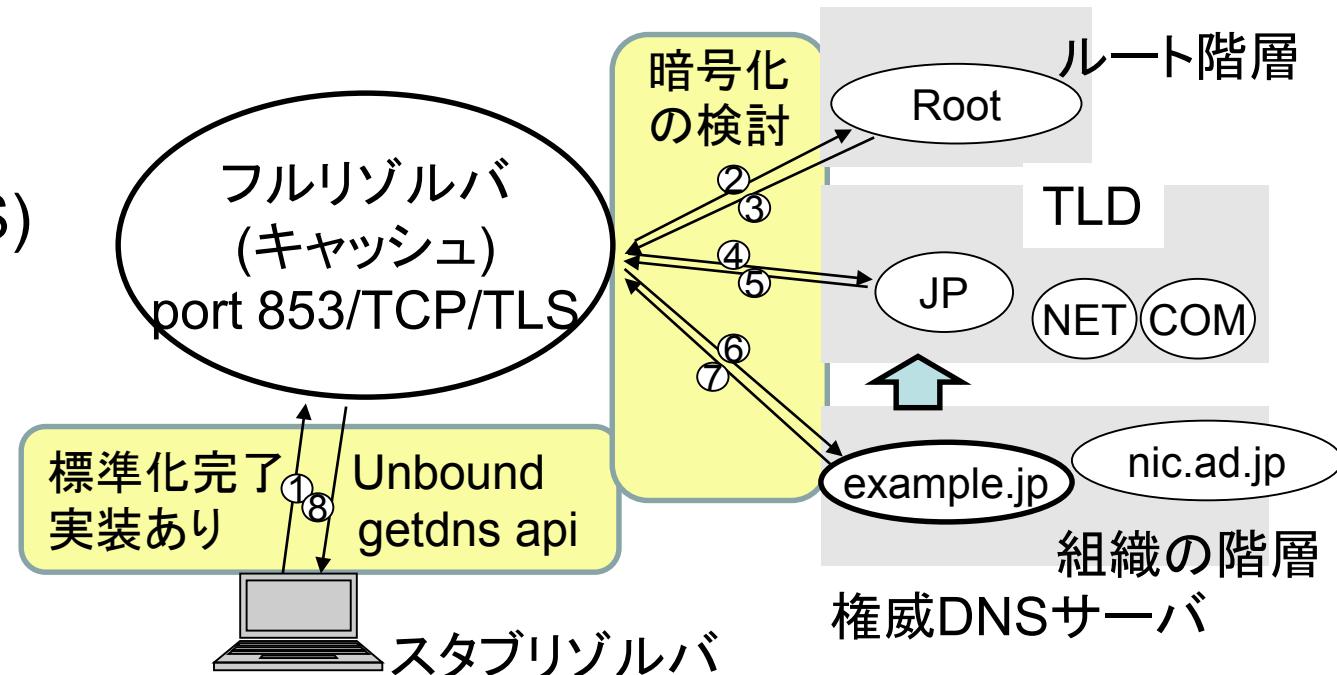 S)
フルリゾルバ
(キャッシュ)
port 853/TCP/TLS
暗号化
の検討
ルート階層
Root
②
③
TLD
④
⑤
JP
NET
COM
⑥
⑦
example.jp
nic.ad.jp
組織の階層
権威DNSサーバ
標準化完了
実装あり
①
⑧
Unbound
getdns api
スタブリゾルバ